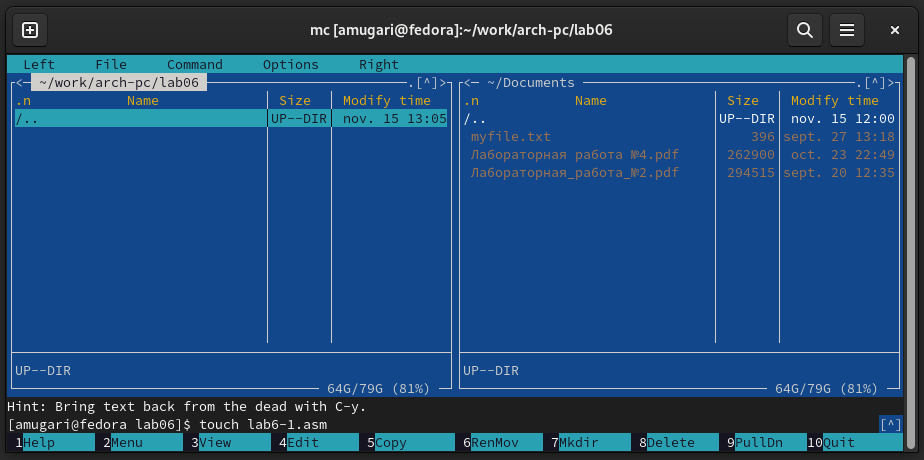 mc [amugari@fedora]:~/work/arch-pc/lab06
Left File Command Options Right
<— ~/work/arch-pc/lab06 .[^]>
.n Name Size Modify time
/.. UP--DIR nov. 15 13:05
UP--DIR
64G/79G (81%)
<— ~/Documents .[^]>
.n Name Size Modify time
/.. UP--DIR nov. 15 12:00
myfile.txt 396 sept. 27 13:18
Лабораторная работа №4.pdf 262900 oct. 23 22:49
Лабораторная_работа_№2.pdf 294515 sept. 20 12:35
UP--DIR
64G/79G (81%)
Hint: Bring text back from the dead with C-y.
[amugari@fedora lab06]$ touch lab6-1.asm [^]
1Help 2Menu 3View 4Edit 5Copy 6RenMov 7Mkdir 8Delete 9PullDn 10Quit